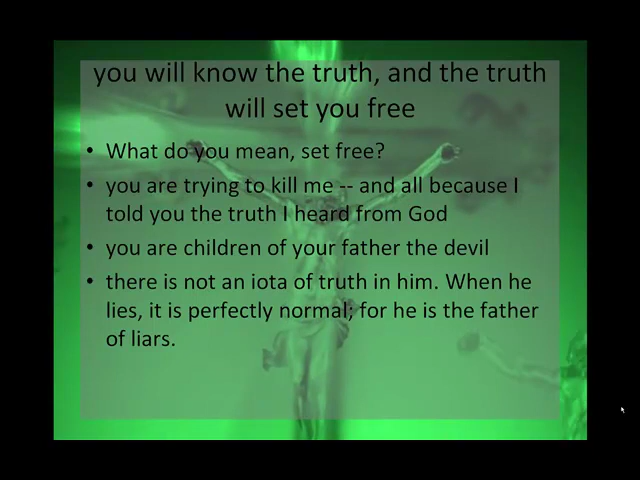 you will know the truth, and the truth
will set you free
• What do you mean, set free?
• you are trying to kill me -- and all because I
told you the truth I heard from God
• you are children of your father the devil
• there is not an iota of truth in him. When he
lies, it is perfectly normal; for he is the father
of liars.